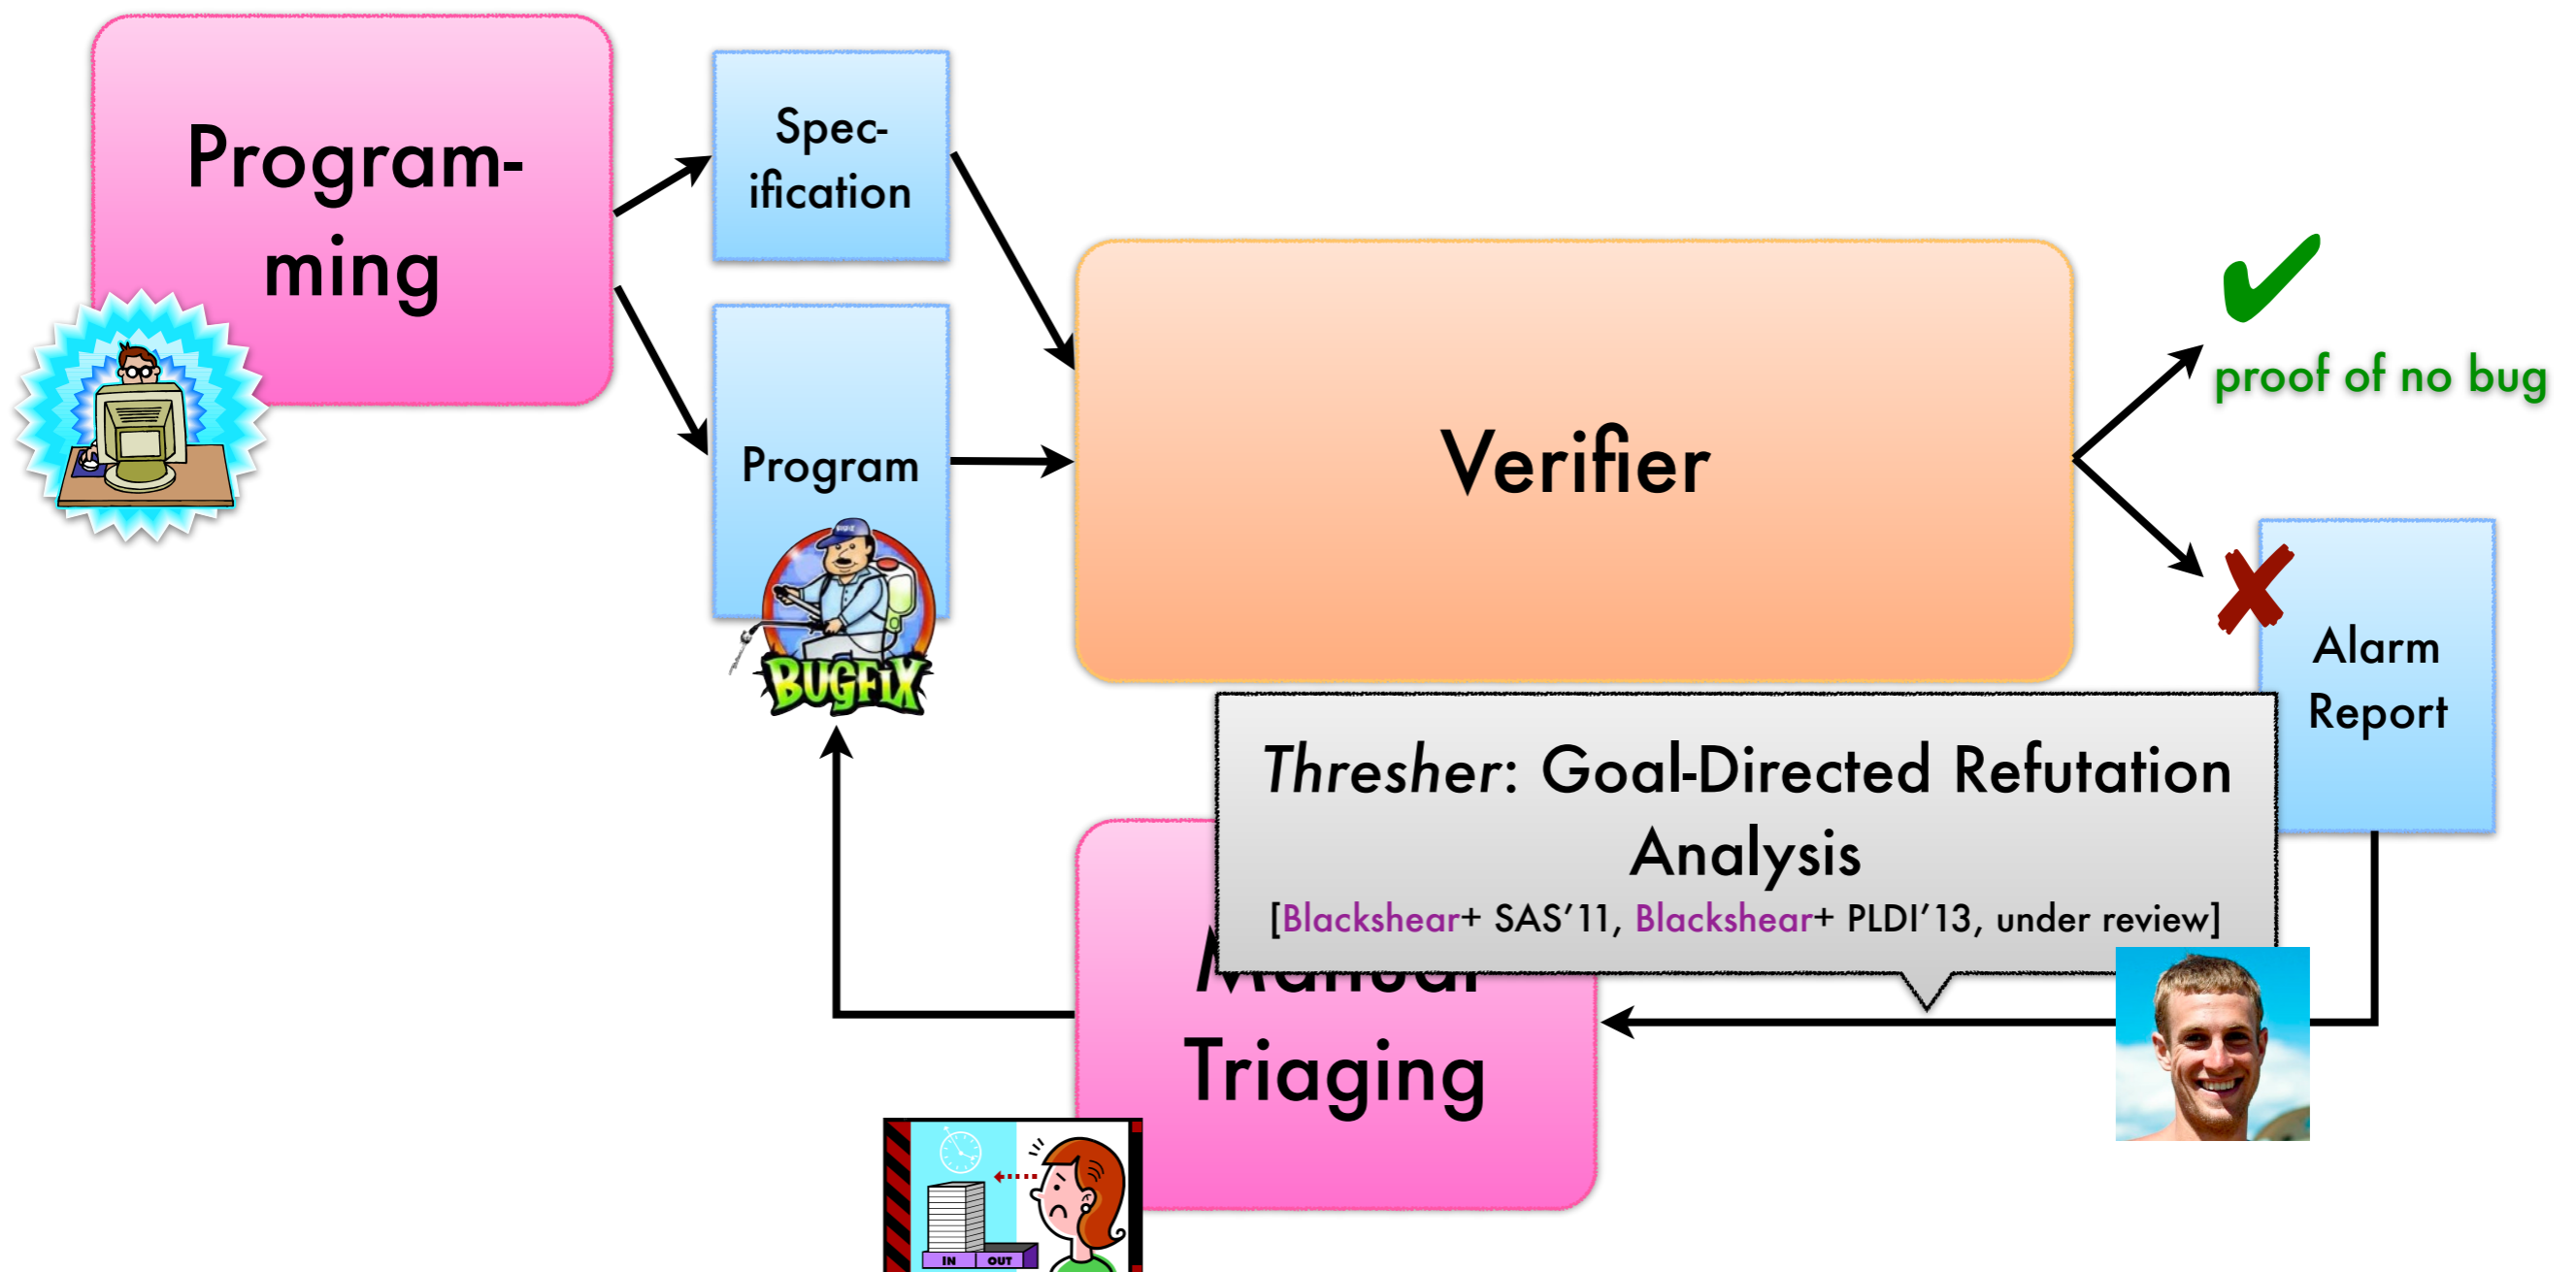 Program-
ming
Spec-
ification
Program
BUGFIX
Verifier
proof of no bug
Alarm
Report
Thresher: Goal-Directed Refutation
Analysis
[Blackshear+ SAS’11, Blackshear+ PLDI’13, under review]
Manual
Triaging
IN OUT